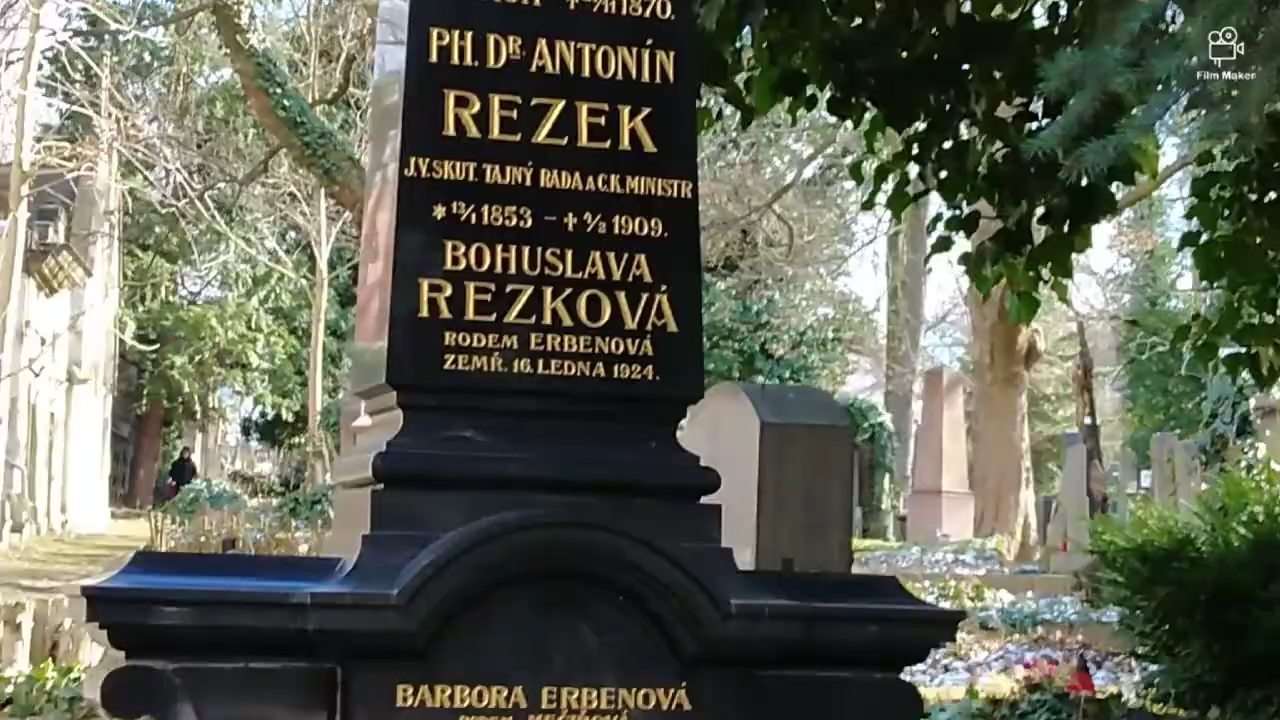 1870.
PH. Dr. ANTONÍN
REZEK
J.V. SKUT. TAJNÝ RADA A C.K. MINISTR
* 13/1 1853 – + 4/2 1909.
BOHUSLAVA
REZKOVÁ
RODEM ERBENOVÁ
ZEMŘ. 16. LEDNA 1924.
BARBORA ERBENOVÁ
Film Maker